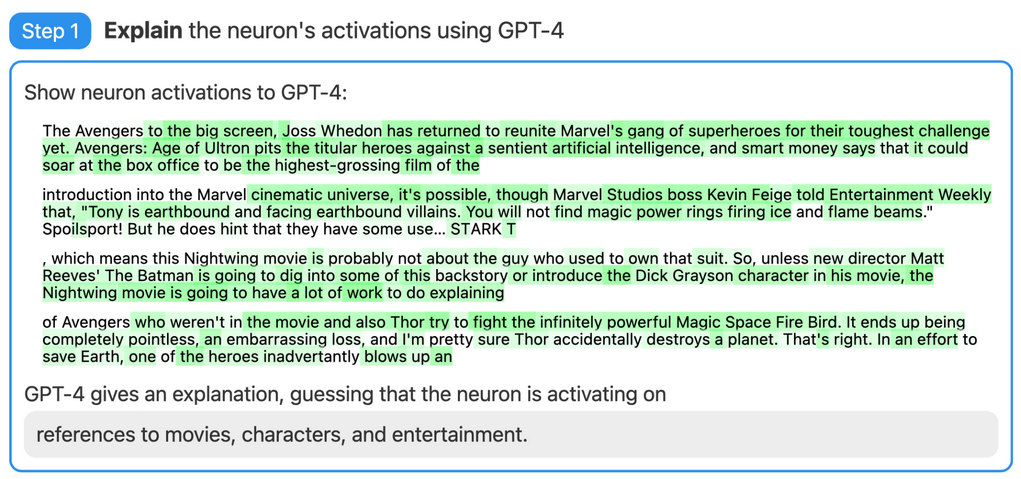 Step 1 Explain the neuron's activations using GPT-4
Show neuron activations to GPT-4:
The Avengers to the big screen, Joss Whedon has returned to reunite Marvel's gang of superheroes for their toughest challenge
yet. Avengers: Age of Ultron pits the titular heroes against a sentient artificial intelligence, and smart money says that it could
soar at the box office to be the highest-grossing film of the
introduction into the Marvel cinematic universe, it's possible, though Marvel Studios boss Kevin Feige told Entertainment Weekly
that, "Tony is earthbound and facing earthbound villains. You will not find magic power rings firing ice and flame beams."
Spoilsport! But he does hint that they have some use... STARK T
, which means this Nightwing movie is probably not about the guy who used to own that suit. So, unless new director Matt
Reeves' The Batman is going to dig into some of this backstory or introduce the Dick Grayson character in his movie, the
Nightwing movie is going to have a lot of work to do explaining
of Avengers who weren't in the movie and also Thor try to fight the infinitely powerful Magic Space Fire Bird. It ends up being
completely pointless, an embarrassing loss, and I'm pretty sure Thor accidentally destroys a planet. That's right. In an effort to
save Earth, one of the heroes inadvertantly blows up an
GPT-4 gives an explanation, guessing that the neuron is activating on
references to movies, characters, and entertainment.